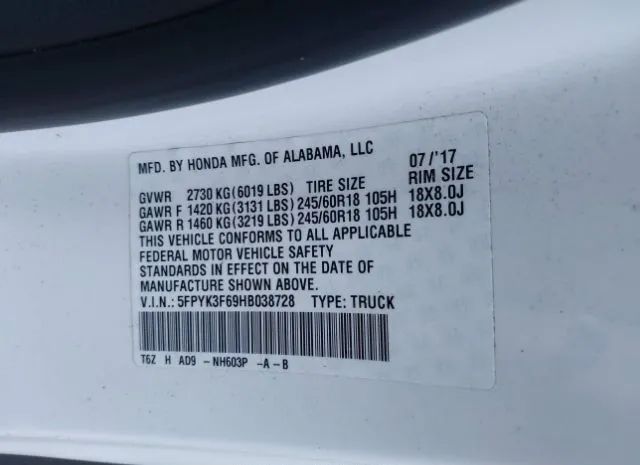 MFD. BY HONDA MFG. OF ALABAMA, LLC 07/'17
GVWR 2730 KG(6019 LBS) TIRE SIZE RIM SIZE
GAWR F 1420 KG(3131 LBS) 245/60R18 105H 18X8.0J
GAWR R 1460 KG(3219 LBS) 245/60R18 105H 18X8.0J
THIS VEHICLE CONFORMS TO ALL APPLICABLE
FEDERAL MOTOR VEHICLE SAFETY
STANDARDS IN EFFECT ON THE DATE OF
MANUFACTURE SHOWN ABOVE.
V.I.N.: 5FPYK3F69HB038728 TYPE: TRUCK
T6Z H AD9 -NH603P -A-B